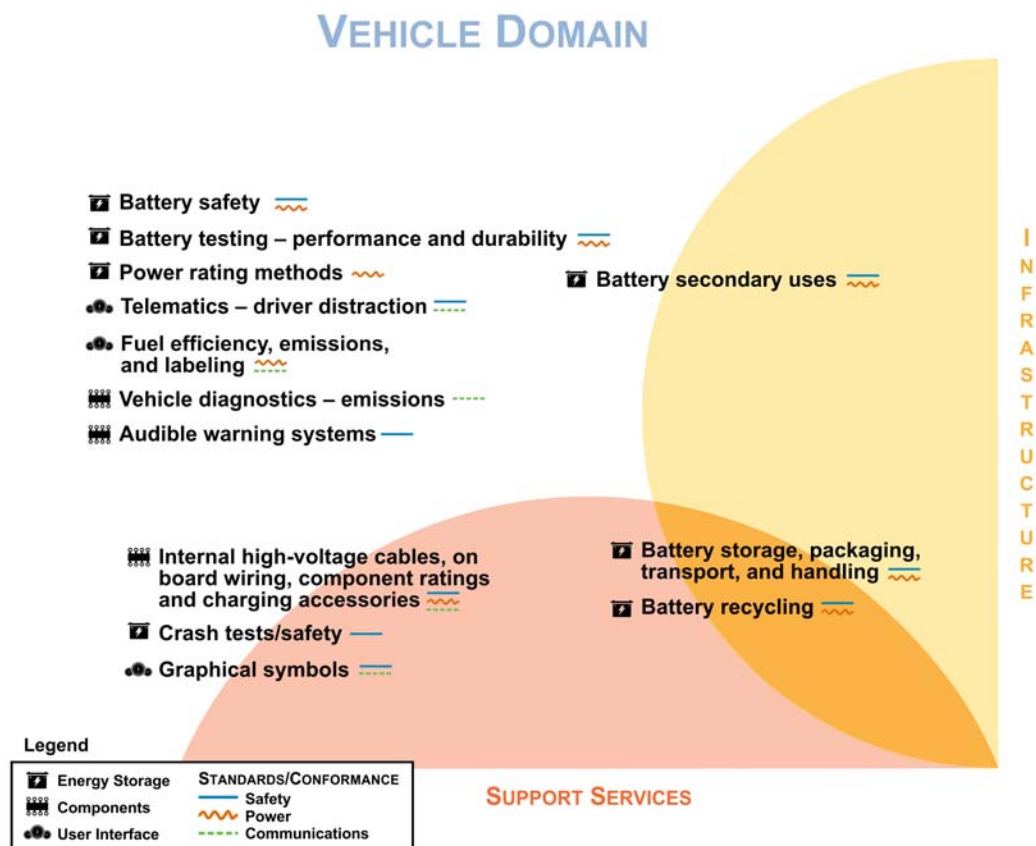 VEHICLE DOMAIN
Battery safety
Battery testing – performance and durability
Power rating methods
Battery secondary uses
Telematics – driver distraction
Fuel efficiency, emissions,
and labeling
Vehicle diagnostics – emissions
Audible warning systems
INFRASTRUCTURE
Internal high-voltage cables, on
board wiring, component ratings
and charging accessories
Crash tests/safety
Graphical symbols
Battery storage, packaging,
transport, and handling
Battery recycling
Legend
Energy Storage
Components
User Interface
STANDARDS/CONFORMANCE
Safety
Power
Communications
SUPPORT SERVICES